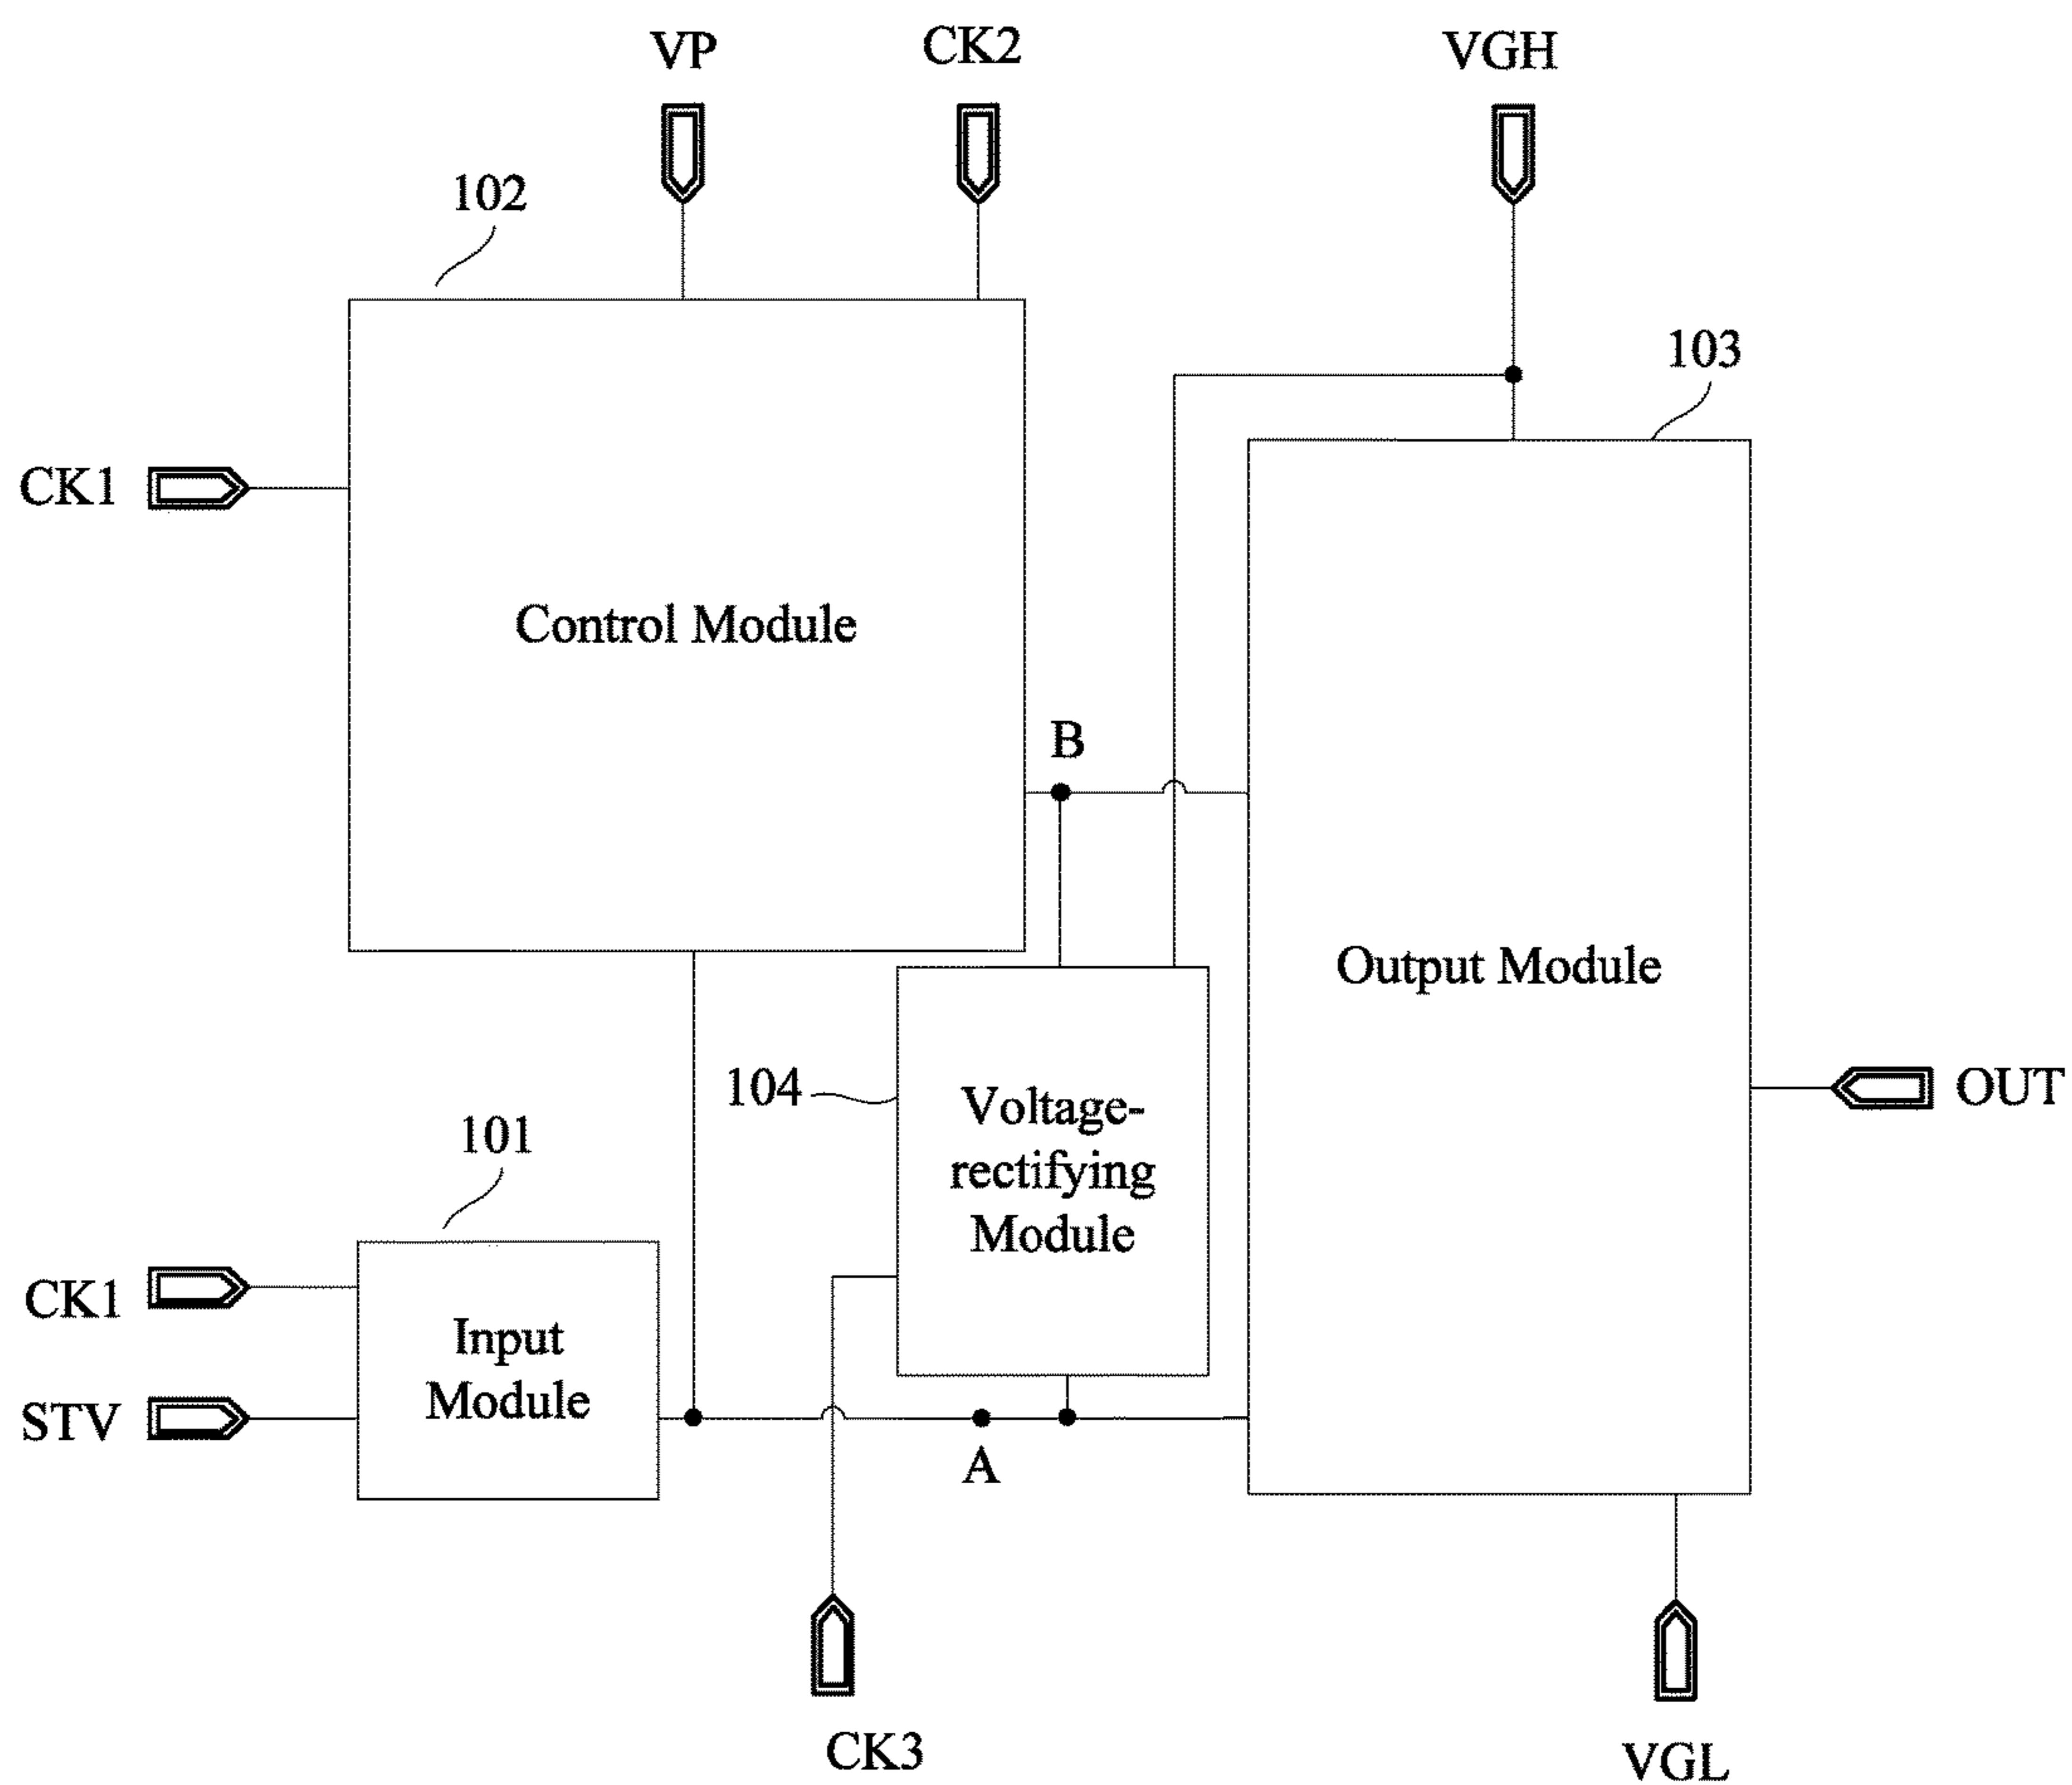 VP
CK2
VGH
102
103
CK1
Control Module
B
Output Module
104
Voltage-
rectifying
Module
OUT
101
CK1
Input
Module
STV
A
CK3
VGL